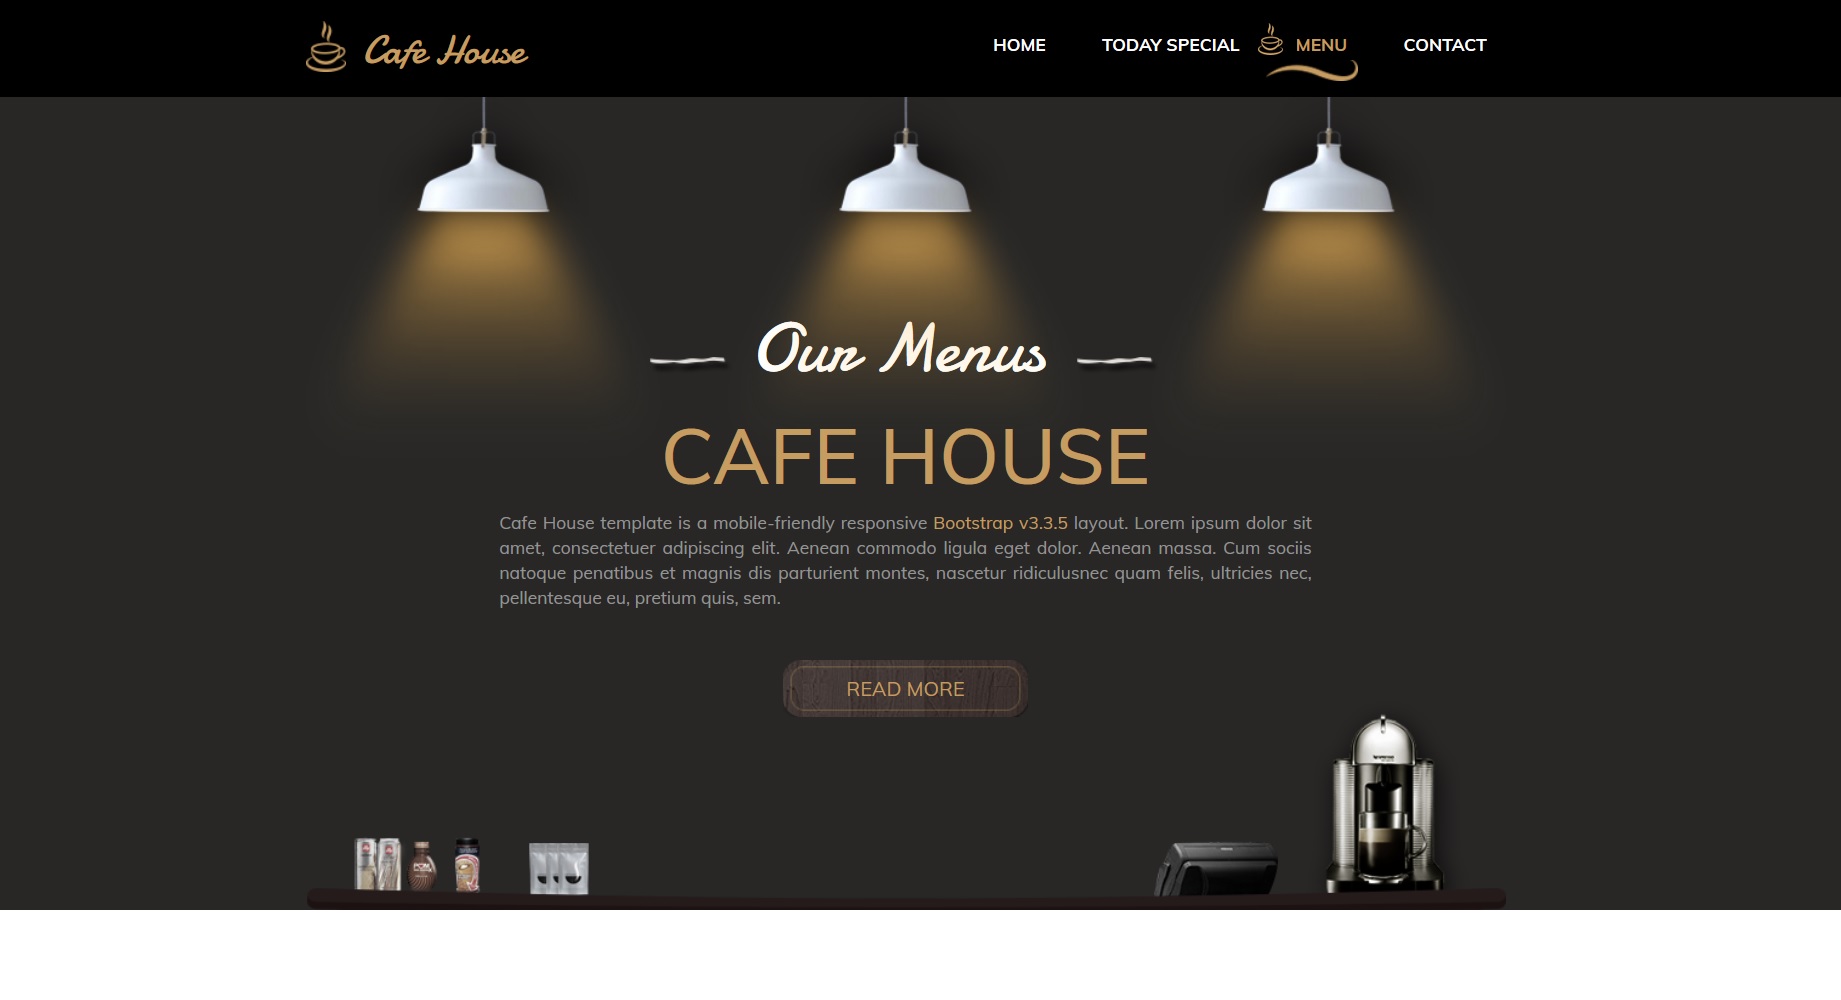 Cafe House
HOME
TODAY SPECIAL
MENU
CONTACT
Our Menus
CAFE HOUSE
Cafe House template is a mobile-friendly responsive Bootstrap v3.3.5 layout. Lorem ipsum dolor sit
amet, consectetuer adipiscing elit. Aenean commodo ligula eget dolor. Aenean massa. Cum sociis
natoque penatibus et magnis dis parturient montes, nascetur ridiculusnec quam felis, ultricies nec,
pellentesque eu, pretium quis, sem.
READ MORE